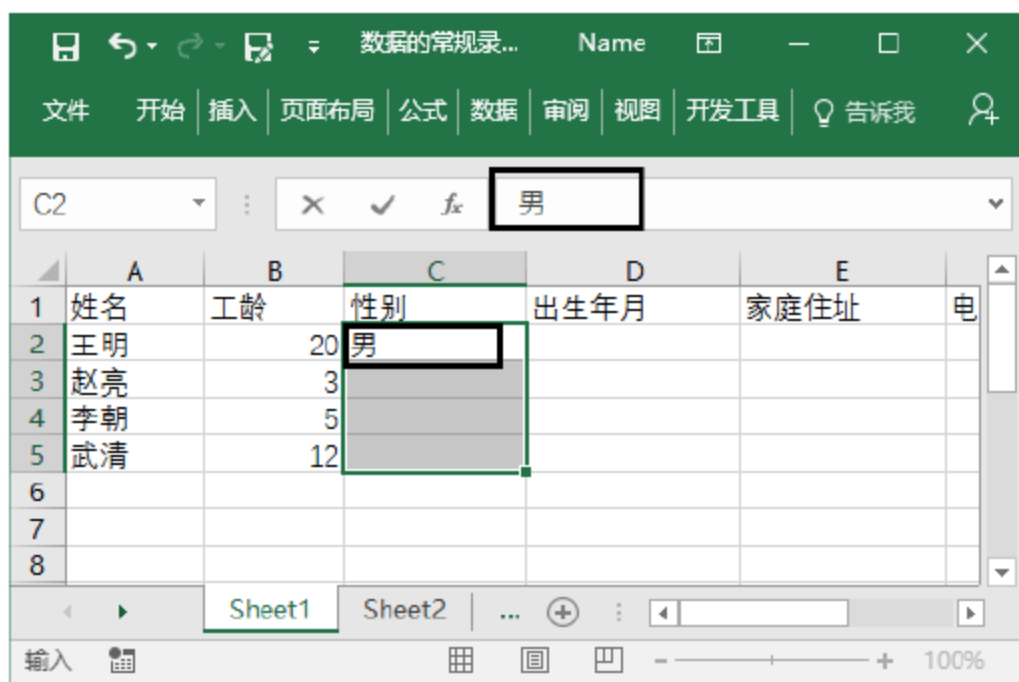 数据的常规录... Name
文件 开始 插入 页面布局 公式 数据 审阅 视图 开发工具 告诉我
C2 fx 男
A B C D E
1 姓名 工龄 性别 出生年月 家庭住址 电
2 王明 20 男
3 赵亮 3
4 李朝 5
5 武清 12
6
7
8
Sheet1 Sheet2 ...
输入 100%